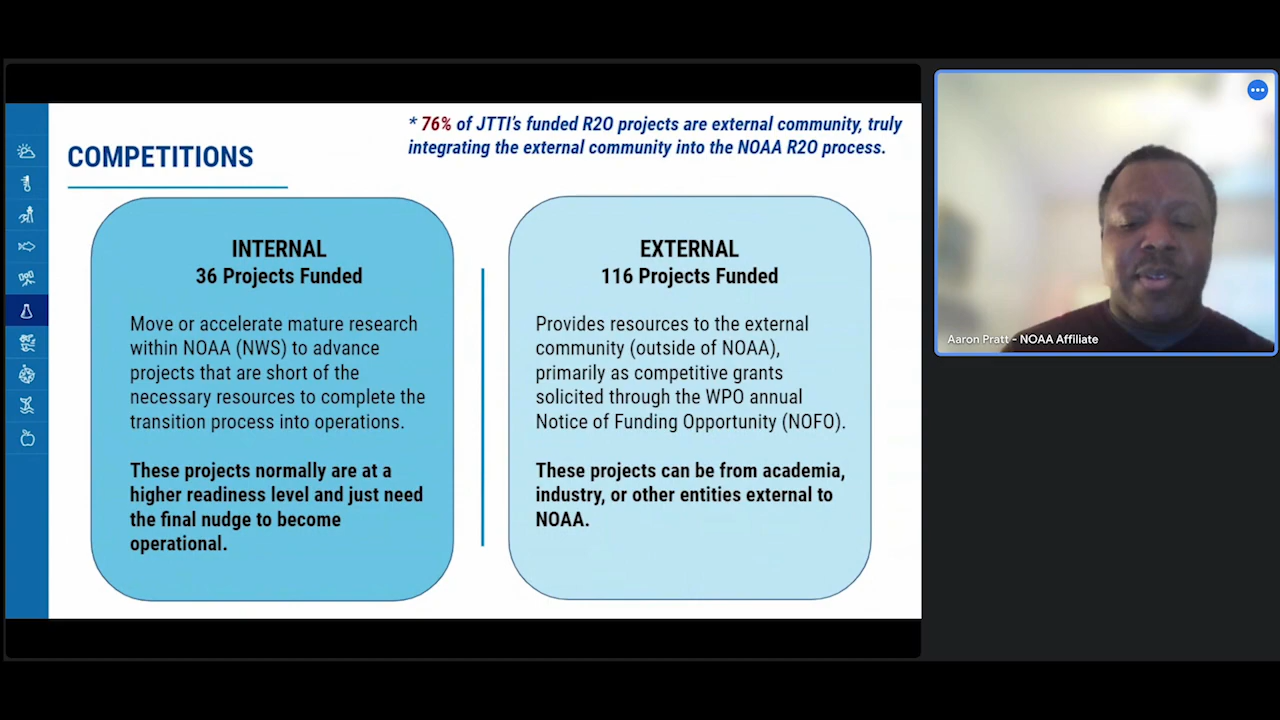 * 76% of JTTI's funded R2O projects are external community, truly
integrating the external community into the NOAA R2O process.
COMPETITIONS
INTERNAL
36 Projects Funded
Move or accelerate mature research
within NOAA (NWS) to advance
projects that are short of the
necessary resources to complete the
transition process into operations.
These projects normally are at a
higher readiness level and just need
the final nudge to become
operational.
EXTERNAL
116 Projects Funded
Provides resources to the external
community (outside of NOAA),
primarily as competitive grants
solicited through the WPO annual
Notice of Funding Opportunity (NOFO).
These projects can be from academia,
industry, or other entities external to
NOAA.
Aaron Pratt - NOAA Affiliate